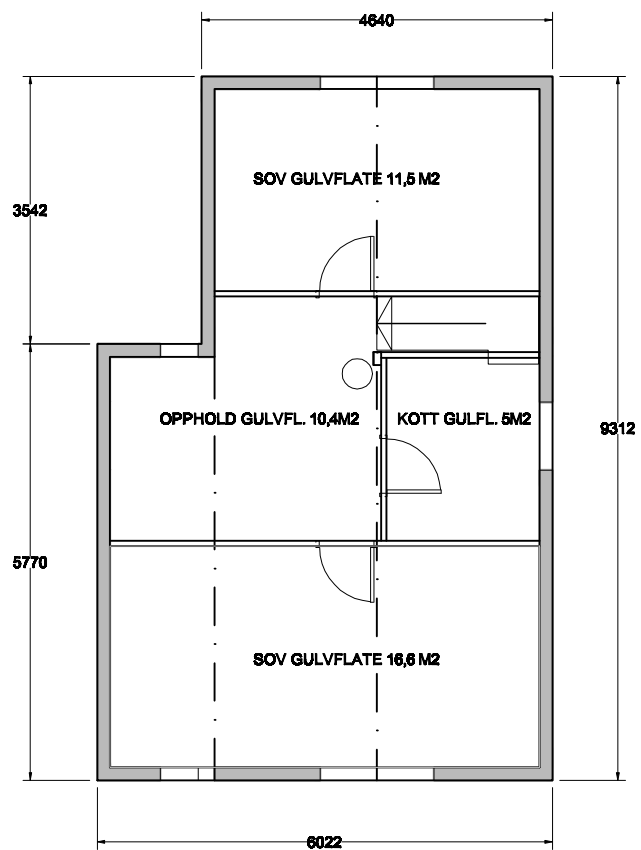 4640
SOV GULVFLATE 11,5 M2
3542
OPPHOLD GULVFL. 10,4M2
KOTT GULFL. 5M2
9312
5770
SOV GULVFLATE 16,6 M2
6022